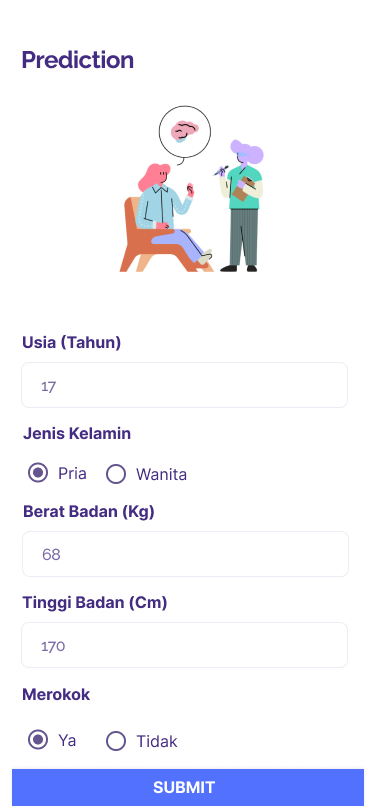 Prediction
Usia (Tahun)
17
Jenis Kelamin
Pria Wanita
Berat Badan (Kg)
68
Tinggi Badan (Cm)
170
Merokok
Ya Tidak
SUBMIT